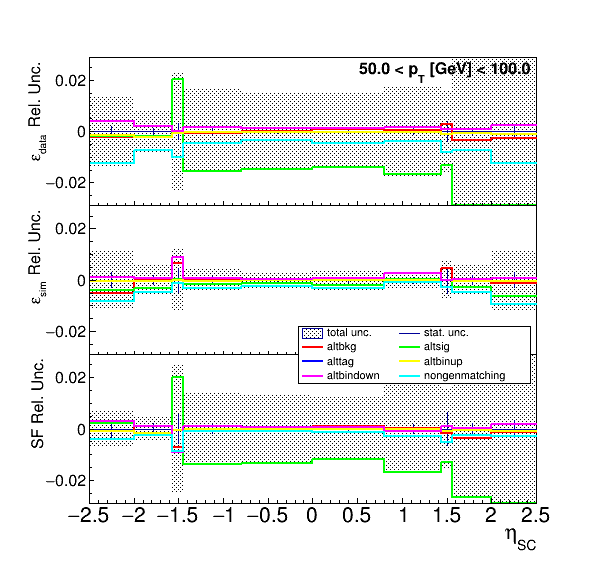 50.0 < p_T [GeV] < 100.0
ε_data Rel. Unc.
0.02
0
−0.02
ε_sim Rel. Unc.
0.02
0
−0.02
total unc. stat. unc.
altbkg altsig
alttag altbinup
altbindown nongenmatching
SF Rel. Unc.
0.02
0
−0.02
−2.5 −2 −1.5 −1 −0.5 0 0.5 1 1.5 2 2.5
η_SC